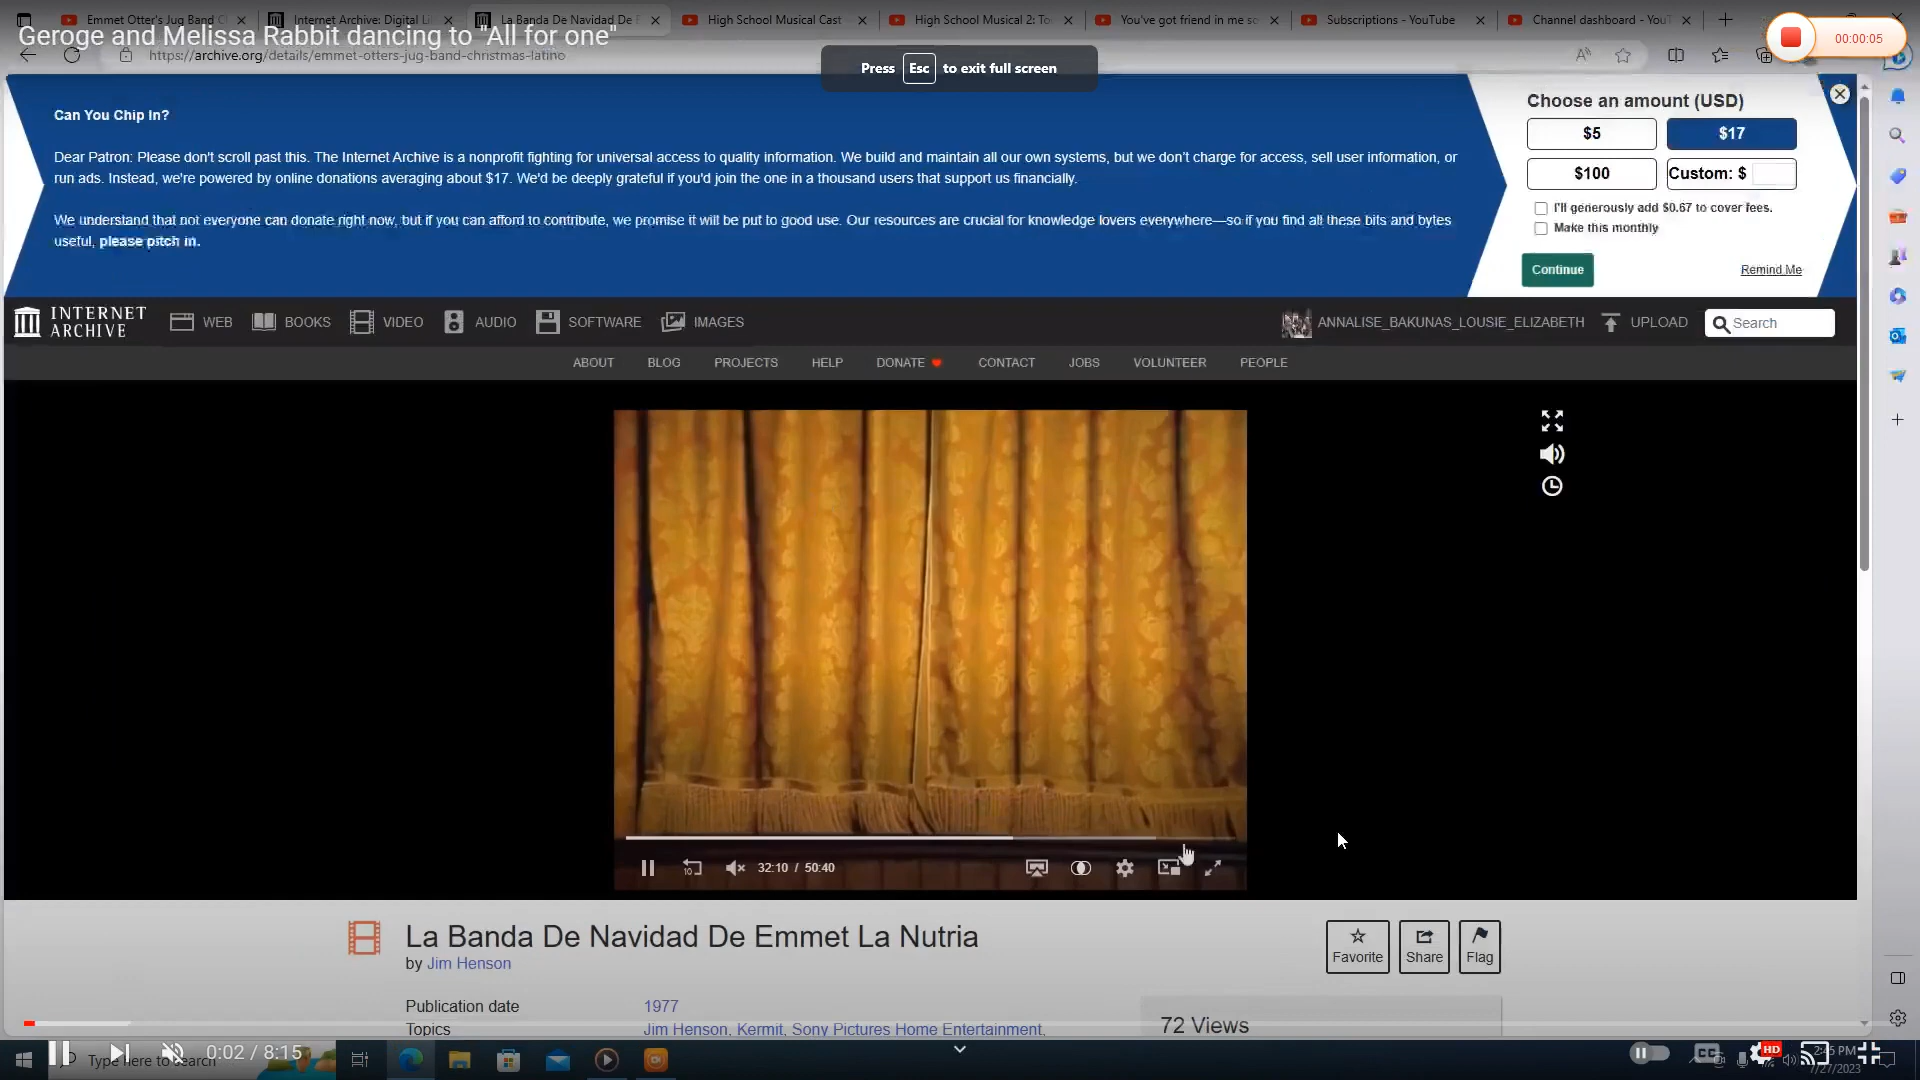 Emmet Otter's Jug Band C
Internet Archive: Digital Li
La Banda De Navidad De E
High School Musical Cast
High School Musical 2: To
You've got friend in me so
Subscriptions - YouTube
Channel dashboard - YouT
Geroge and Melissa Rabbit dancing to "All for one"
00:00:05
https://archive.org/details/emmet-otters-jug-band-christmas-latino
Press Esc to exit full screen
Can You Chip In?
Dear Patron: Please don't scroll past this. The Internet Archive is a nonprofit fighting for universal access to quality information. We build and maintain all our own systems, but we don't charge for access, sell user information, or
run ads. Instead, we're powered by online donations averaging about $17. We'd be deeply grateful if you'd join the one in a thousand users that support us financially.
We understand that not everyone can donate right now, but if you can afford to contribute, we promise it will be put to good use. Our resources are crucial for knowledge lovers everywhere—so if you find all these bits and bytes
useful, please pitch in.
Choose an amount (USD)
$5
$17
$100
Custom: $
I'll generously add $0.67 to cover fees.
Make this monthly
Continue
Remind Me
INTERNET ARCHIVE
WEB
BOOKS
VIDEO
AUDIO
SOFTWARE
IMAGES
ANNALISE_BAKUNAS_LOUSIE_ELIZABETH
UPLOAD
Search
ABOUT
BLOG
PROJECTS
HELP
DONATE
CONTACT
JOBS
VOLUNTEER
PEOPLE
10
32:10 / 50:40
La Banda De Navidad De Emmet La Nutria
by Jim Henson
Favorite
Share
Flag
Publication date
1977
Topics
Jim Henson, Kermit, Sony Pictures Home Entertainment,
72 Views
Type here to search
0:02 / 8:15
CC
HD
2:45 PM
7/27/2023